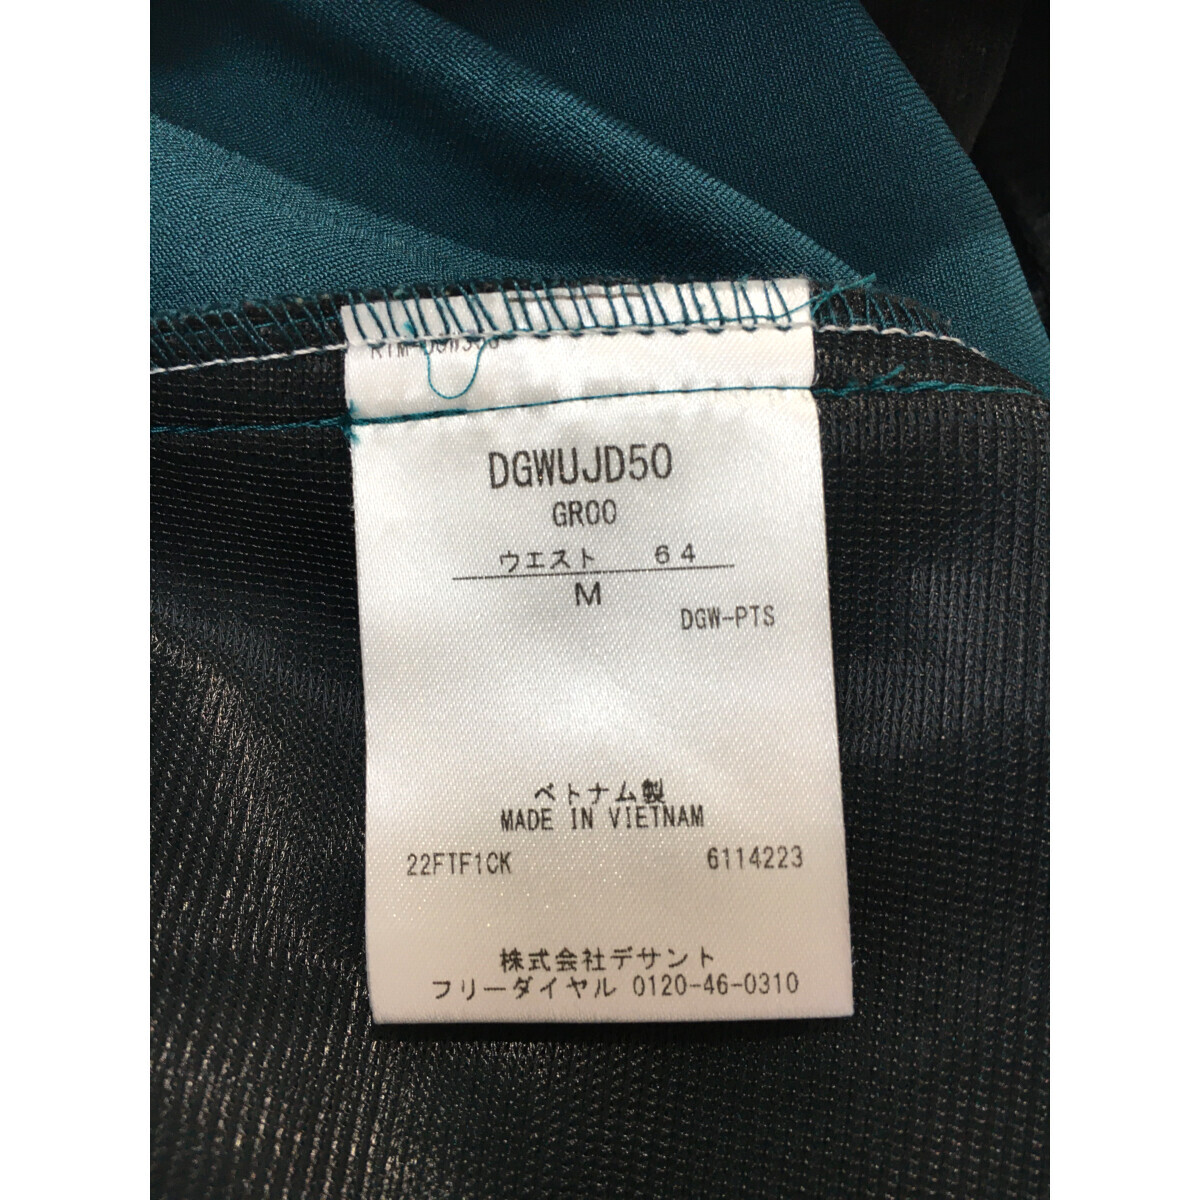 DGWUJD50
GR00
ウエスト 64
M
DGW-PTS
ベトナム製
MADE IN VIETNAM
22FTF1CK 6114223
株式会社デサント
フリーダイヤル 0120-46-0310